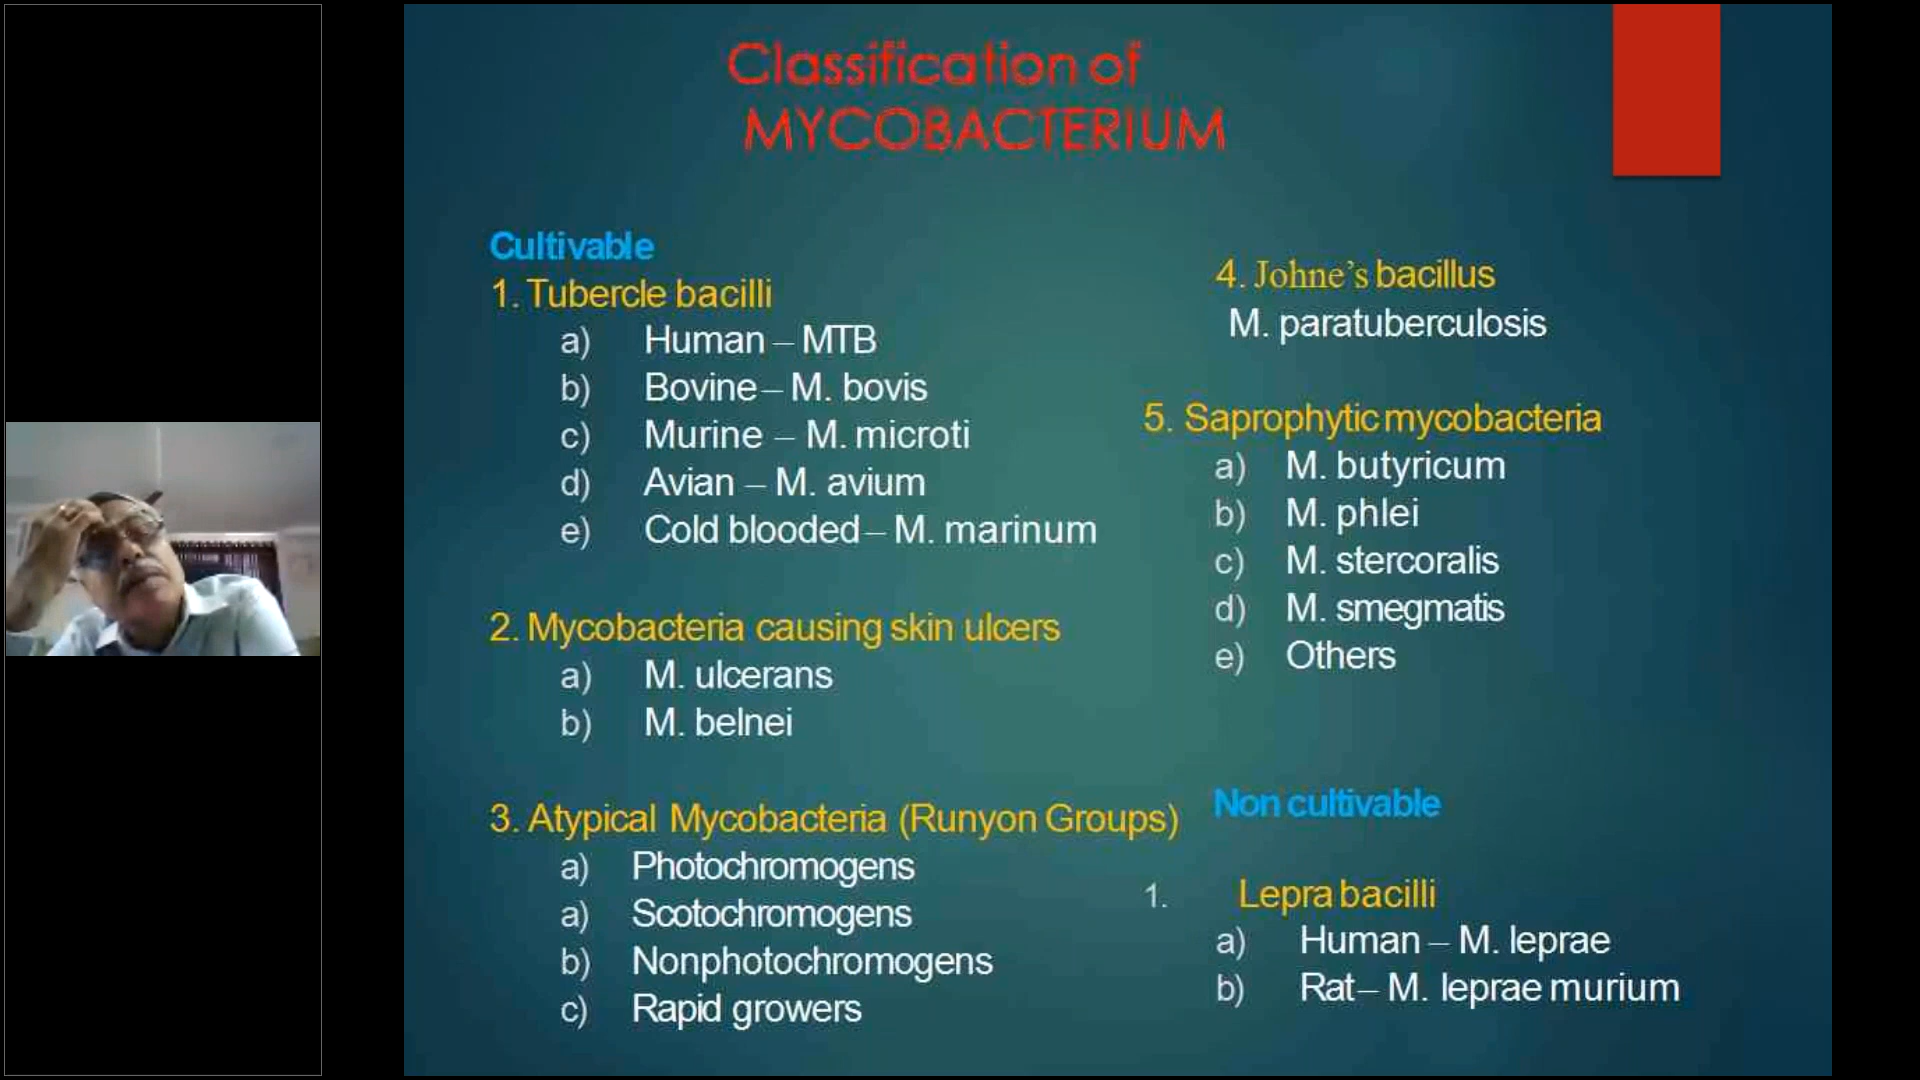 Classification of
MYCOBACTERIUM
Cultivable
1. Tubercle bacilli
a) Human – MTB
b) Bovine – M. bovis
c) Murine – M. microti
d) Avian – M. avium
e) Cold blooded – M. marinum
2. Mycobacteria causing skin ulcers
a) M. ulcerans
b) M. belnei
3. Atypical Mycobacteria (Runyon Groups)
a) Photochromogens
a) Scotochromogens
b) Nonphotochromogens
c) Rapid growers
4. Johne’s bacillus
M. paratuberculosis
5. Saprophytic mycobacteria
a) M. butyricum
b) M. phlei
c) M. stercoralis
d) M. smegmatis
e) Others
Non cultivable
1. Lepra bacilli
a) Human – M. leprae
b) Rat – M. leprae murium